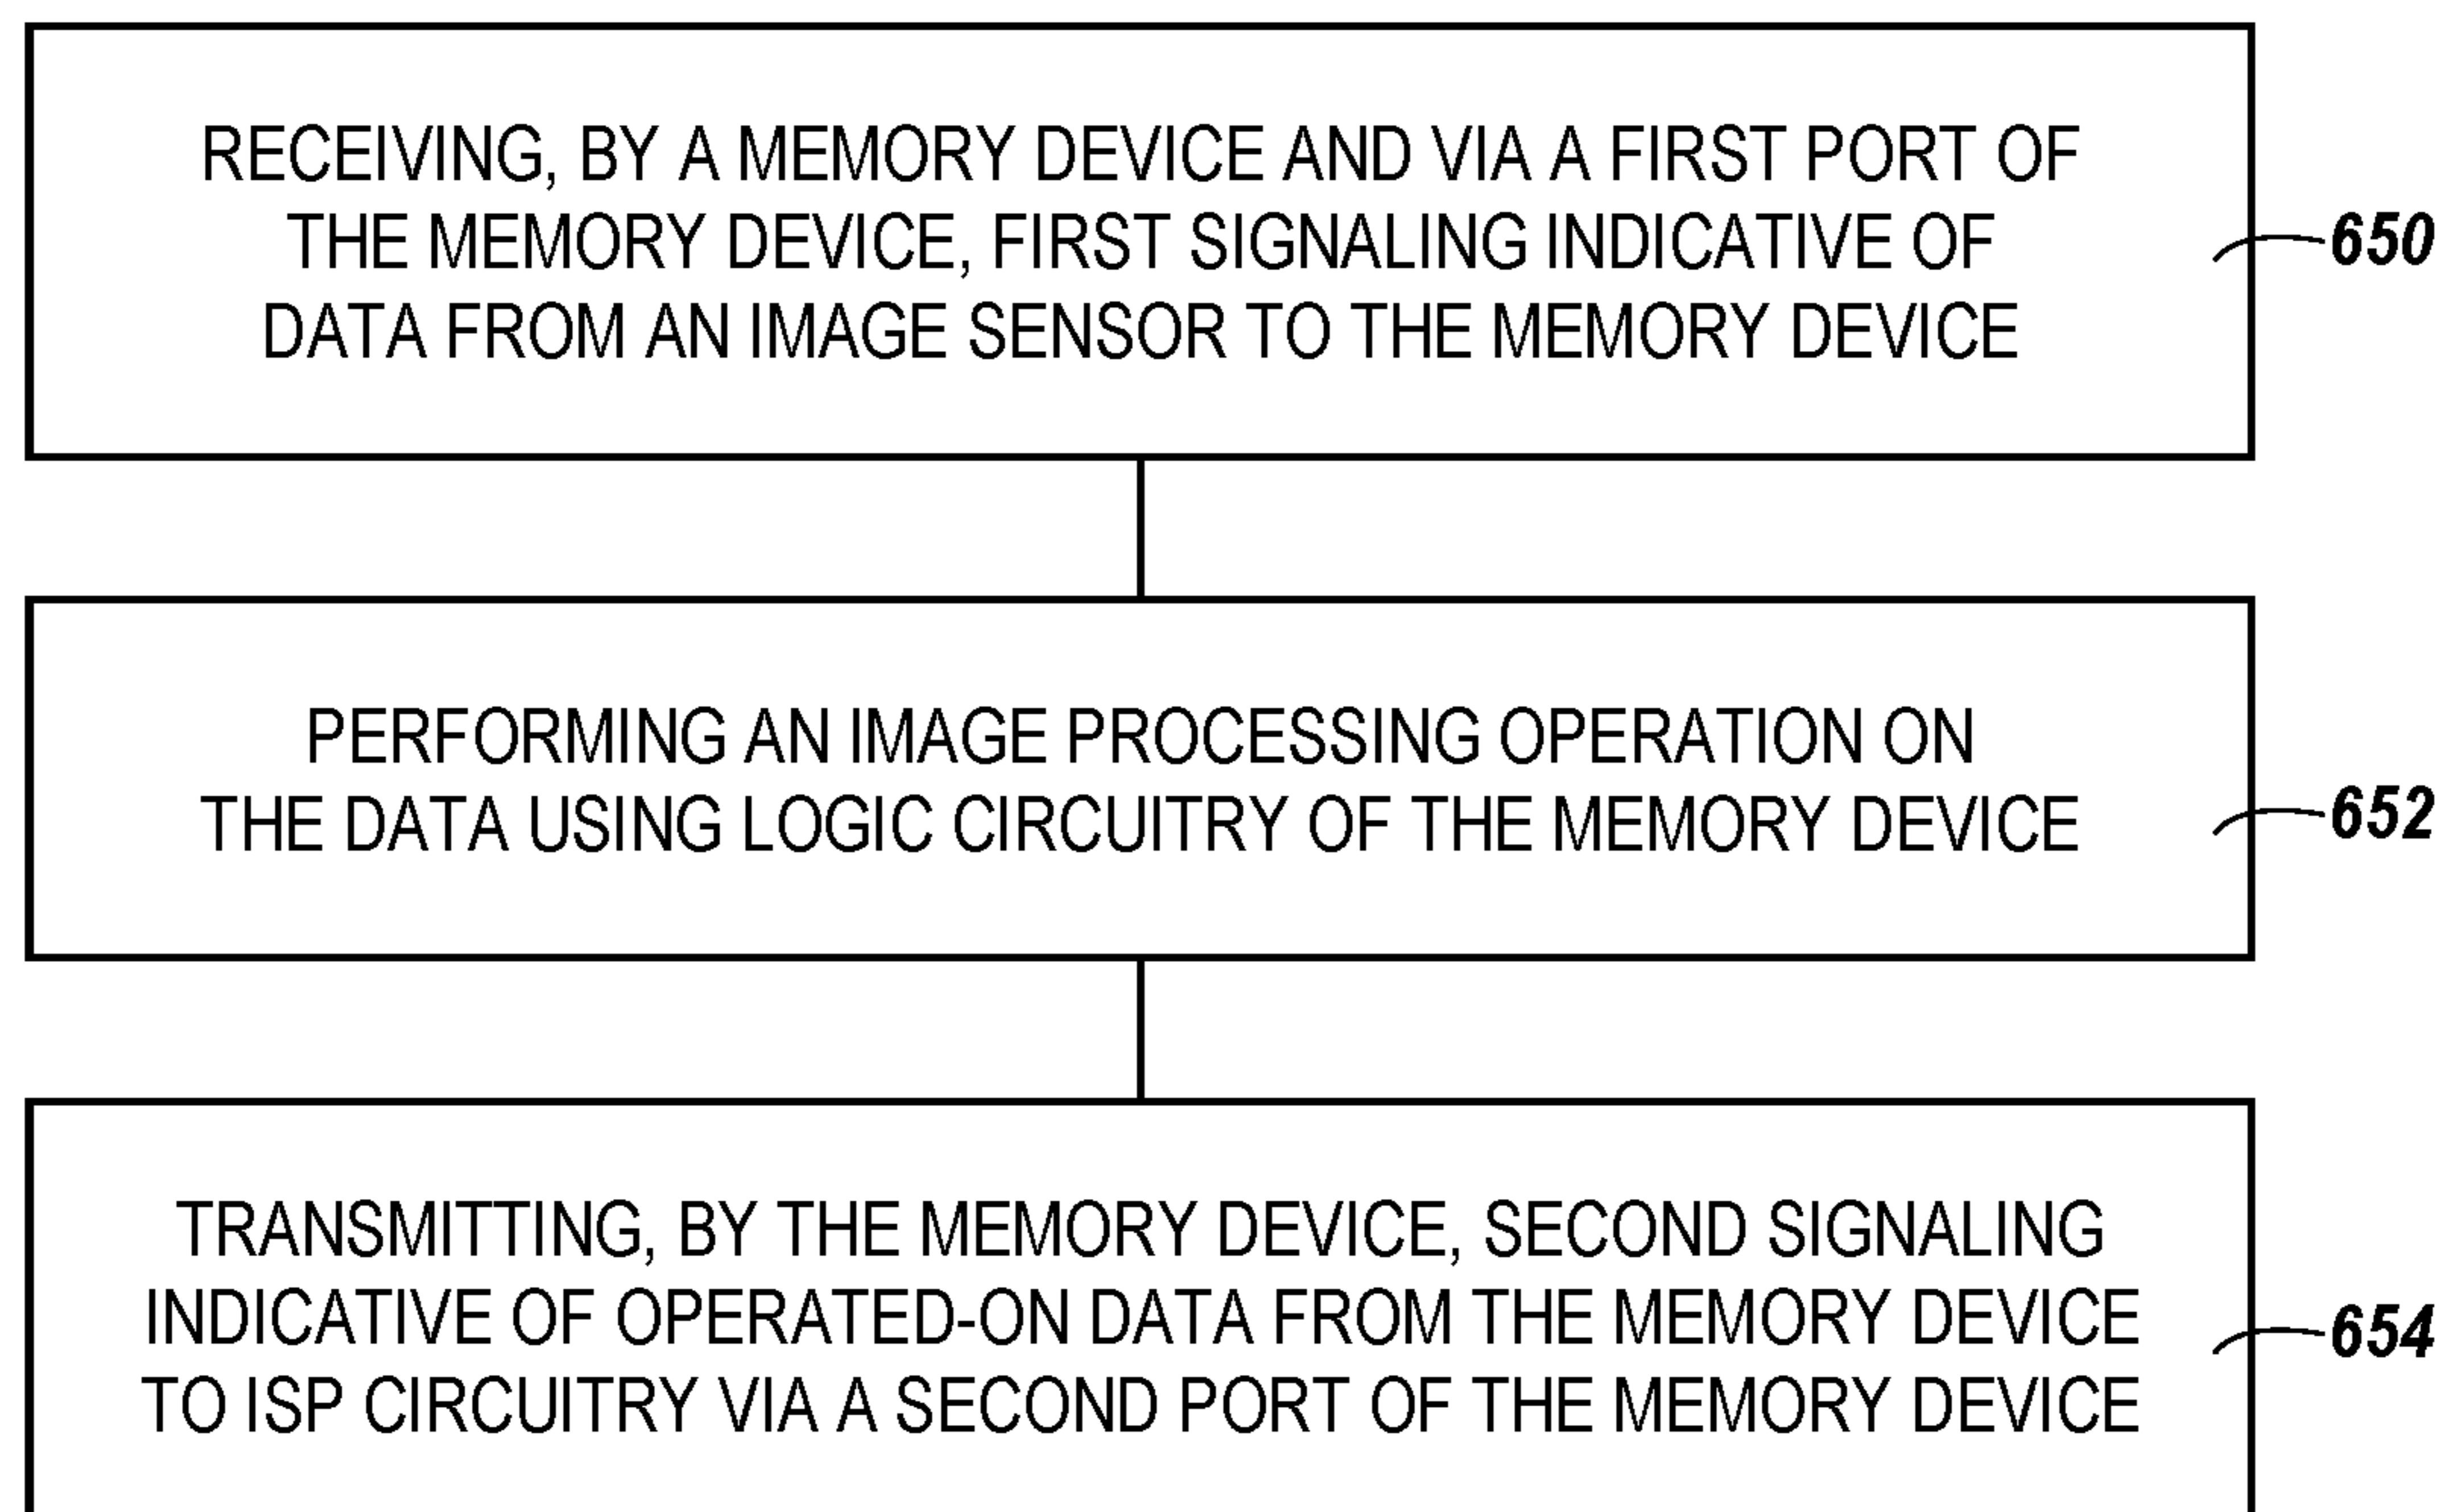 RECEIVING, BY A MEMORY DEVICE AND VIA A FIRST PORT OF
THE MEMORY DEVICE, FIRST SIGNALING INDICATIVE OF
DATA FROM AN IMAGE SENSOR TO THE MEMORY DEVICE
650
PERFORMING AN IMAGE PROCESSING OPERATION ON
THE DATA USING LOGIC CIRCUITRY OF THE MEMORY DEVICE
652
TRANSMITTING, BY THE MEMORY DEVICE, SECOND SIGNALING
INDICATIVE OF OPERATED-ON DATA FROM THE MEMORY DEVICE
TO ISP CIRCUITRY VIA A SECOND PORT OF THE MEMORY DEVICE
654